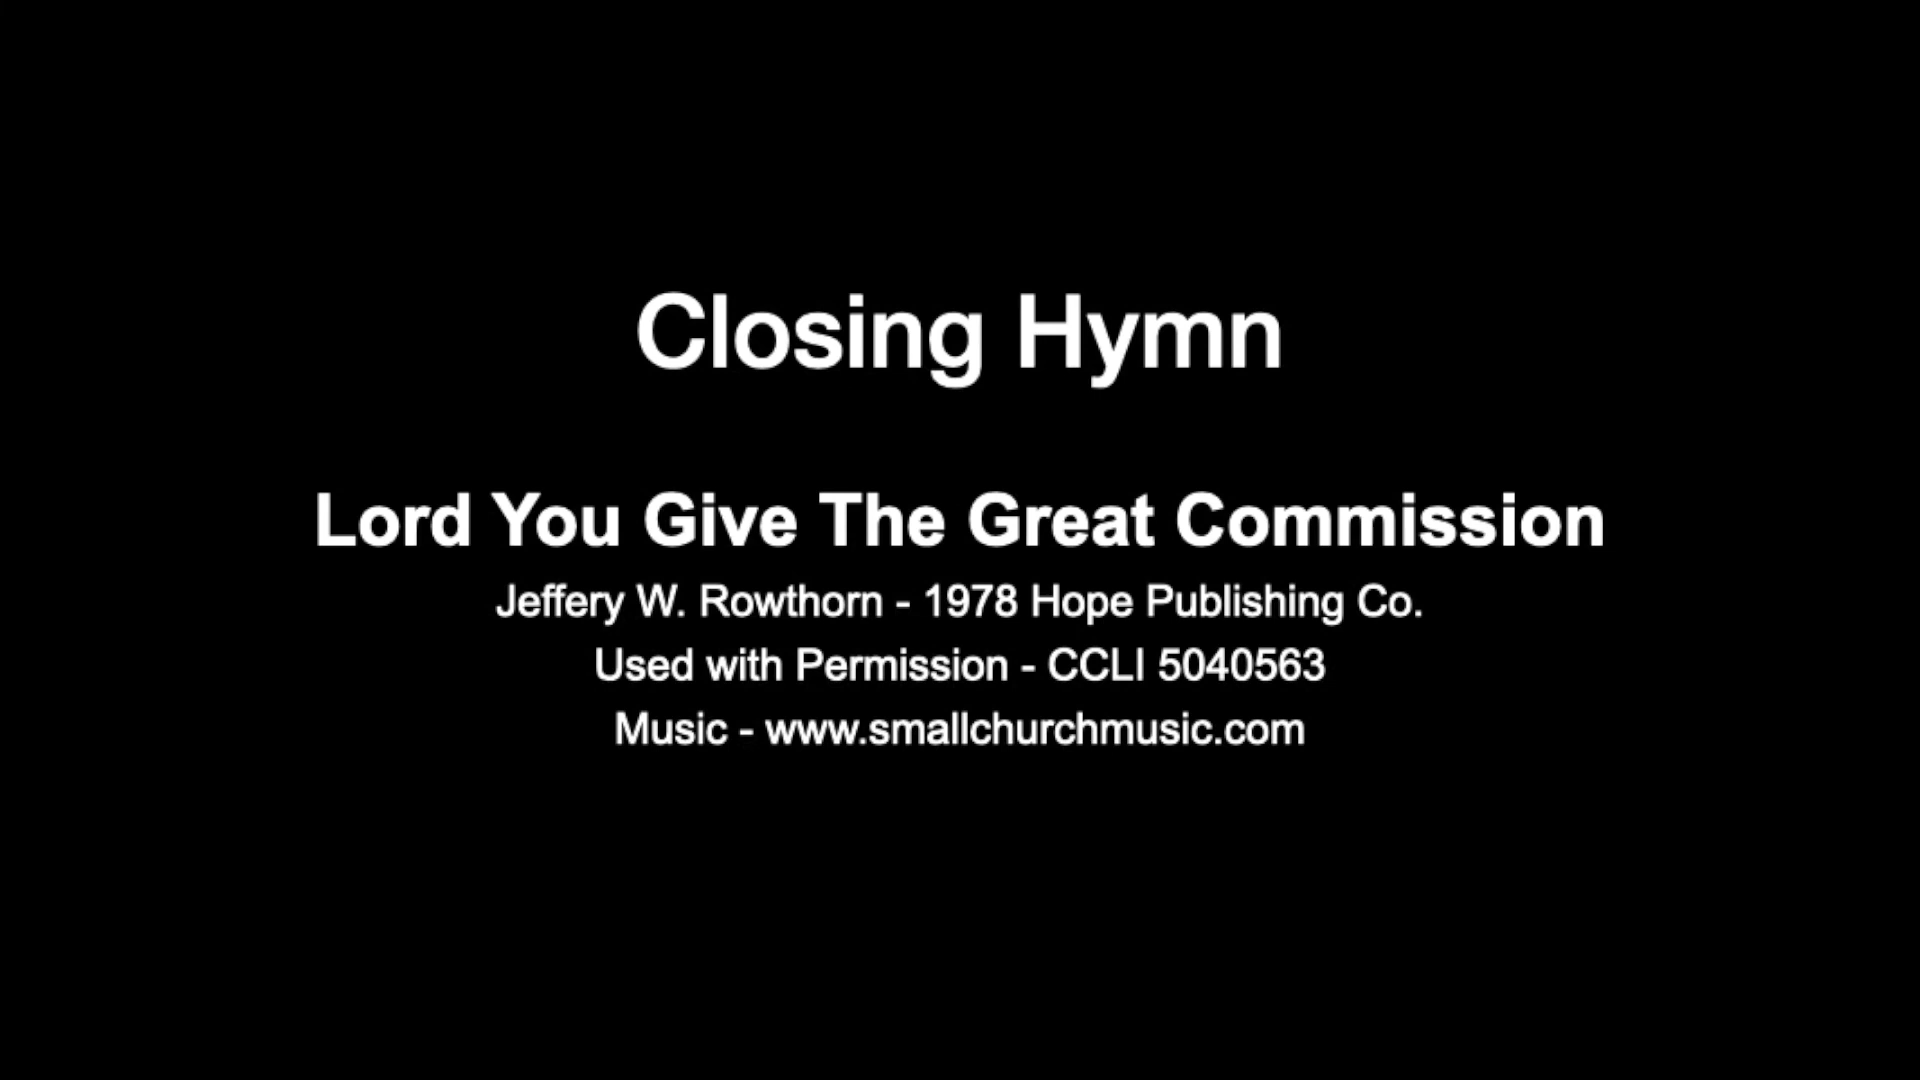 Closing Hymn
Lord You Give The Great Commission
Jeffery W. Rowthorn - 1978 Hope Publishing Co.
Used with Permission - CCLI 5040563
Music - www.smallchurchmusic.com